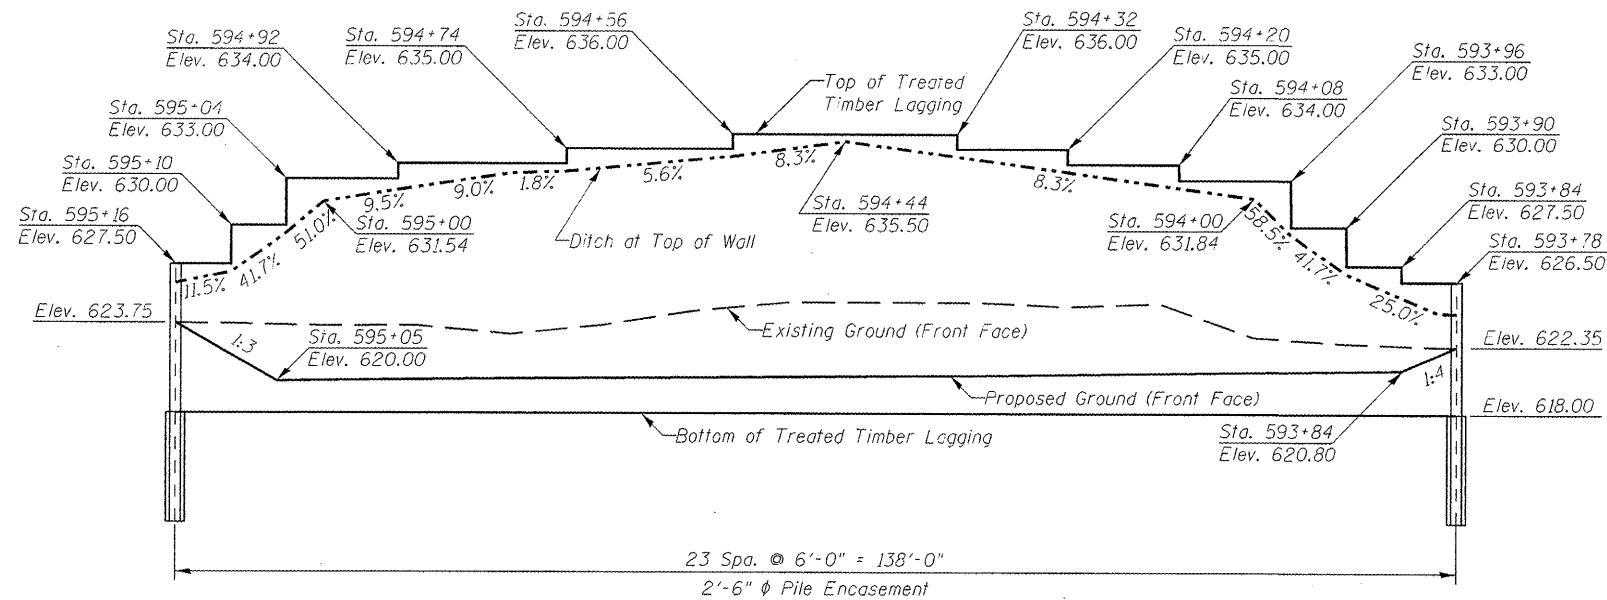 Sta. 594+92
Elev. 634.00
Sta. 594+74
Elev. 635.00
Sta. 594+56
Elev. 636.00
Sta. 594+32
Elev. 636.00
Sta. 594+20
Elev. 635.00
Sta. 593+96
Elev. 633.00
Top of Treated
Timber Lagging
Sta. 594+08
Elev. 634.00
Sta. 595+04
Elev. 633.00
Sta. 593+90
Elev. 630.00
Sta. 595+10
Elev. 630.00
Sta. 593+84
Elev. 627.50
Sta. 595+16
Elev. 627.50
Sta. 593+78
Elev. 626.50
11.5%
41.7%
51.0%
9.5%
9.0%
1.8%
5.6%
8.3%
8.3%
58.5%
41.7%
25.0%
Sta. 595+00
Elev. 631.54
Ditch at Top of Wall
Sta. 594+44
Elev. 635.50
Sta. 594+00
Elev. 631.84
Elev. 623.75
1:3
Sta. 595+05
Elev. 620.00
Existing Ground (Front Face)
Elev. 622.35
1:4
Proposed Ground (Front Face)
Elev. 618.00
Bottom of Treated Timber Lagging
Sta. 593+84
Elev. 620.80
23 Spa. @ 6'-0" = 138'-0"
2'-6" ϕ Pile Encasement